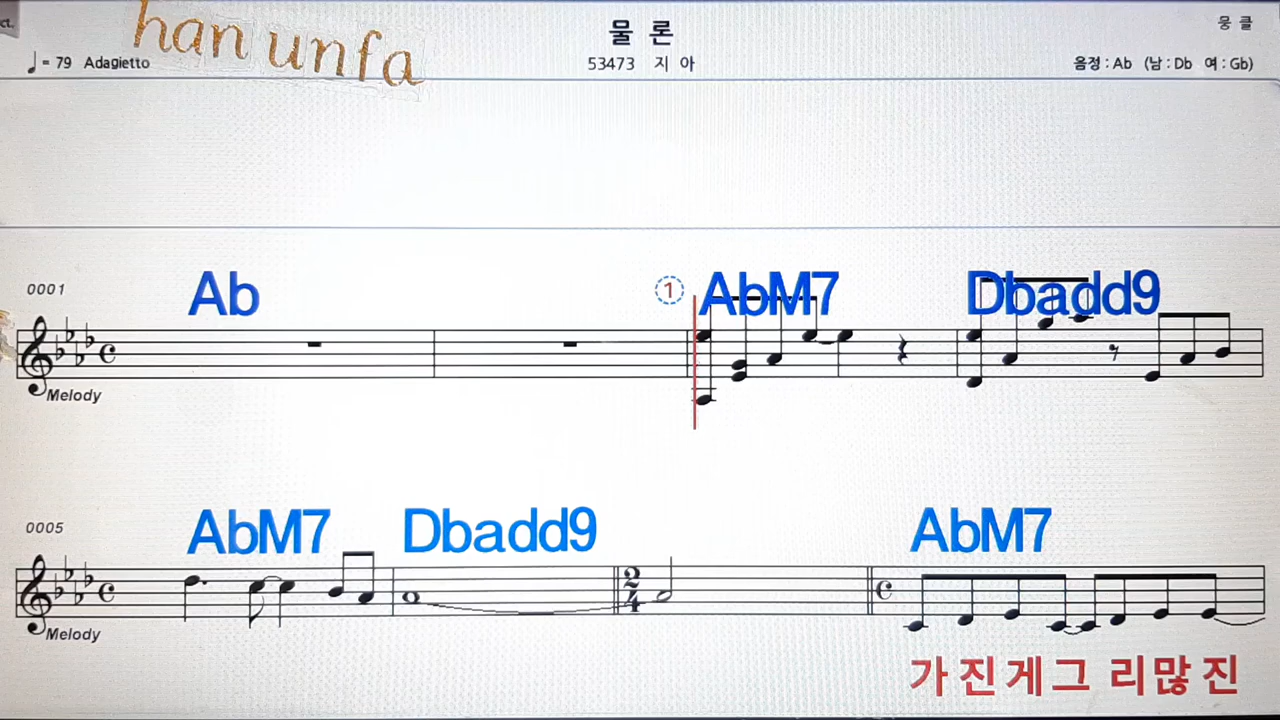 ct.
han unfa
물 론
뭉 클
♩ = 79 Adagietto
53473 지 아
음정 : Ab (남 : Db 여 : Gb)
0001
Ab
1
AbM7
Dbadd9
Melody
0005
AbM7
Dbadd9
AbM7
2
4
Melody
가 진 게 그 리 많 진